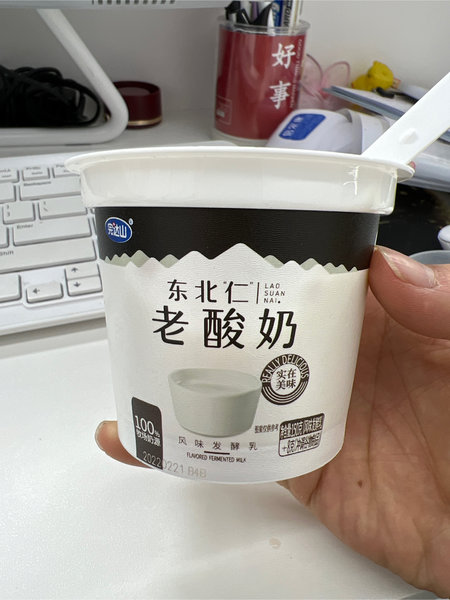 好
事
完达山®
东北仁
LAO
SUAN
NAI
老酸奶
REALLY DELICIOUS
实在
美味
100%
风味发酵乳
FLAVORED FERMENTED MILK
20220221